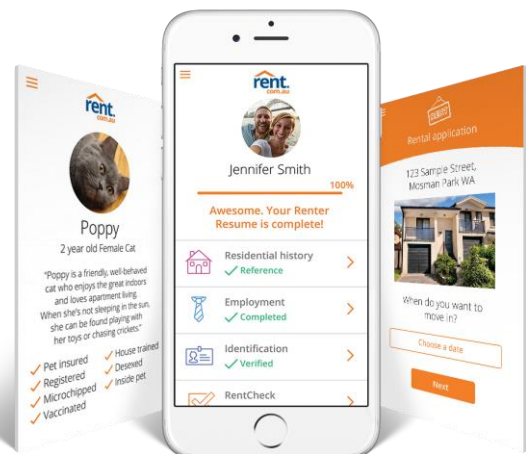 rent.
com.au
Poppy
2 year old Female Cat
"Poppy is a friendly, well-behaved
cat who enjoys the great indoors
and loves apartment living.
When she's not sleeping in the sun,
she can be found playing with
her toys or chasing crickets."
Pet insured
Registered
Microchipped
Vaccinated
House trained
Desexed
Inside pet
rent.
com.au
Jennifer Smith
100%
Awesome. Your Renter
Resume is complete!
Residential history
Reference
Employment
Completed
Identification
Verified
RentCheck
Rental application
123 Sample Street,
Mosman Park WA
When do you want to
move in?
Choose a date
Next